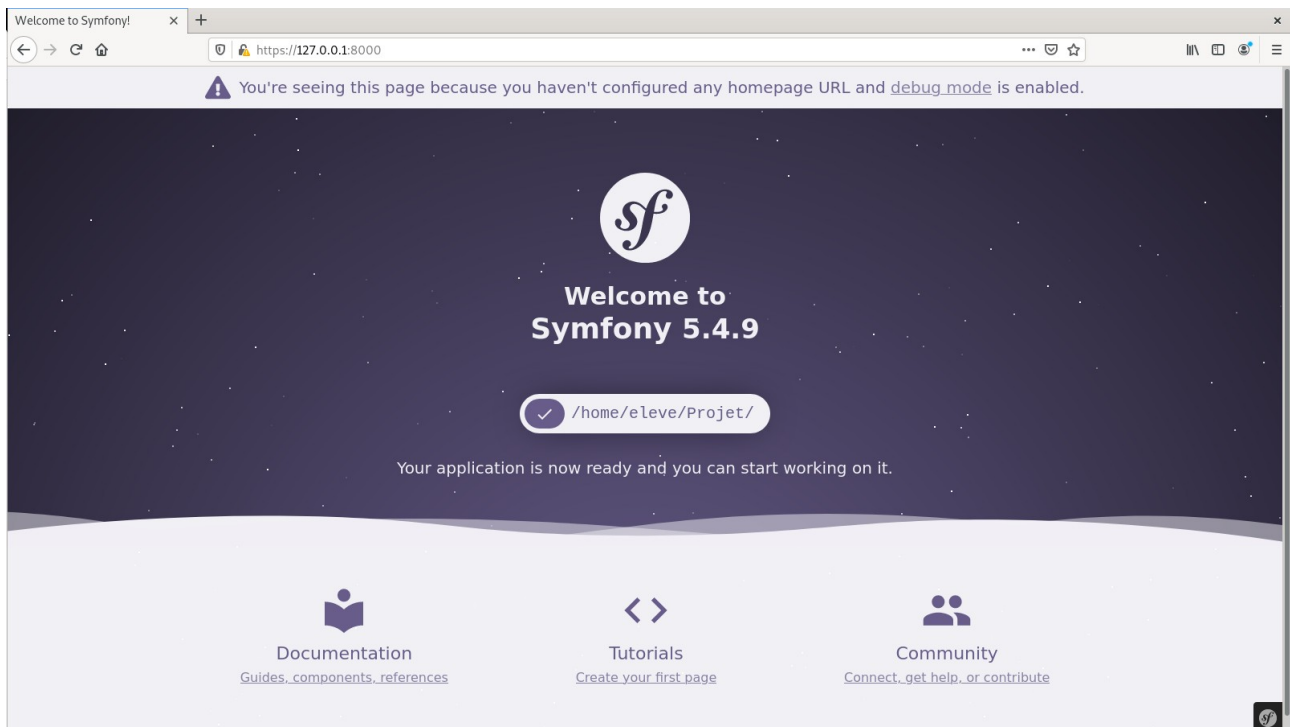 Welcome to Symfony!
https://127.0.0.1:8000
You're seeing this page because you haven't configured any homepage URL and debug mode is enabled.
sf
Welcome to
Symfony 5.4.9
/home/eleve/Projet/
Your application is now ready and you can start working on it.
Documentation
Guides, components, references
Tutorials
Create your first page
Community
Connect, get help, or contribute
sf